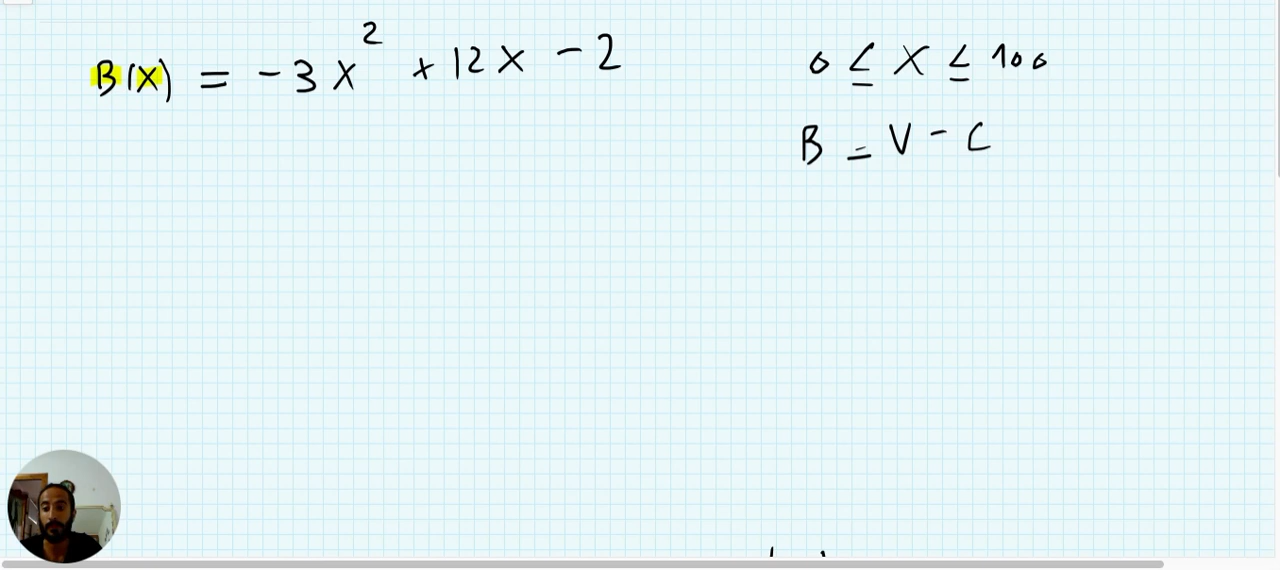 B(x) = -3x² + 12x - 2
0 ≤ x ≤ 100
B = V - C